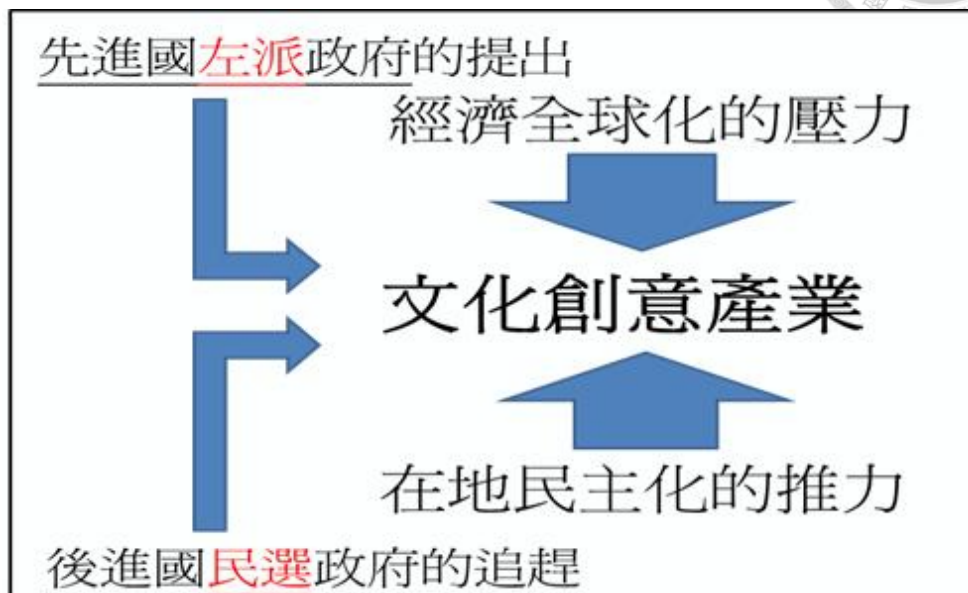 先進國左派政府的提出
經濟全球化的壓力
文化創意產業
在地民主化的推力
後進國民選政府的追趕